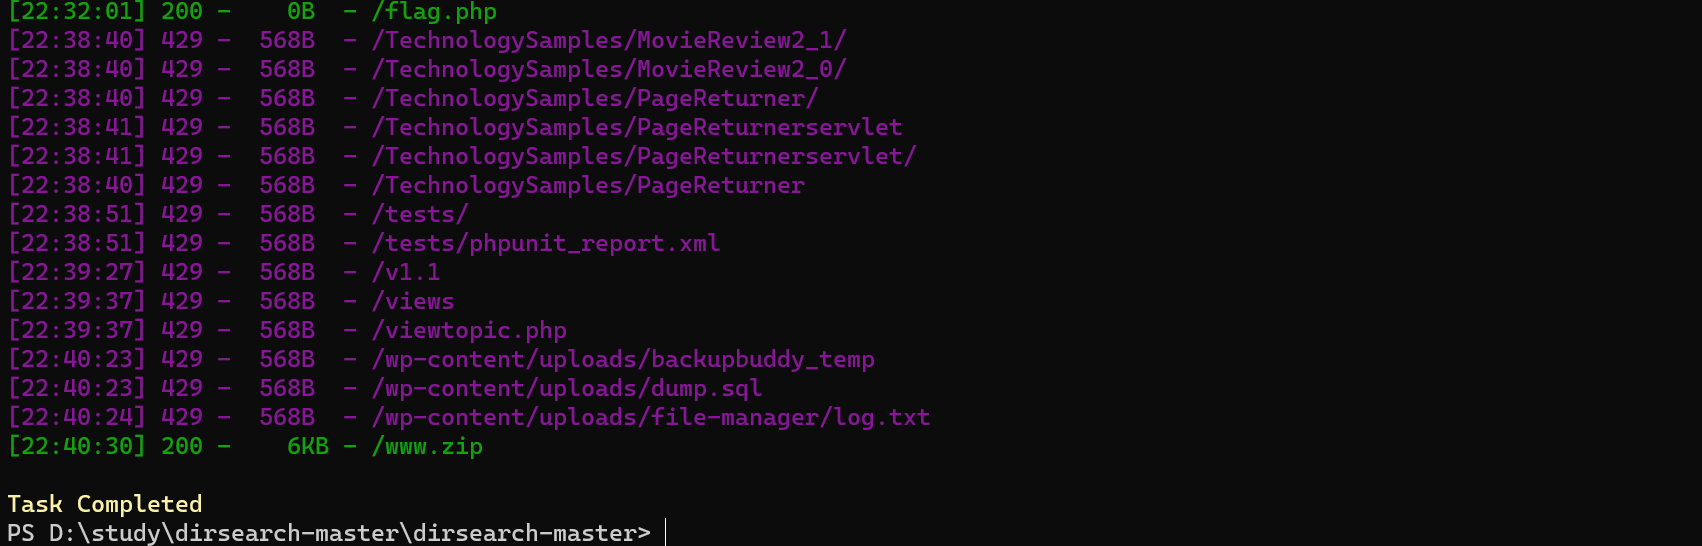 [22:32:01] 200 -    0B  - /flag.php
[22:38:40] 429 -  568B  - /TechnologySamples/MovieReview2_1/
[22:38:40] 429 -  568B  - /TechnologySamples/MovieReview2_0/
[22:38:40] 429 -  568B  - /TechnologySamples/PageReturner/
[22:38:41] 429 -  568B  - /TechnologySamples/PageReturnerservlet
[22:38:41] 429 -  568B  - /TechnologySamples/PageReturnerservlet/
[22:38:40] 429 -  568B  - /TechnologySamples/PageReturner
[22:38:51] 429 -  568B  - /tests/
[22:38:51] 429 -  568B  - /tests/phpunit_report.xml
[22:39:27] 429 -  568B  - /v1.1
[22:39:37] 429 -  568B  - /views
[22:39:37] 429 -  568B  - /viewtopic.php
[22:40:23] 429 -  568B  - /wp-content/uploads/backupbuddy_temp
[22:40:23] 429 -  568B  - /wp-content/uploads/dump.sql
[22:40:24] 429 -  568B  - /wp-content/uploads/file-manager/log.txt
[22:40:30] 200 -    6KB - /www.zip
Task Completed
PS D:\study\dirsearch-master\dirsearch-master>